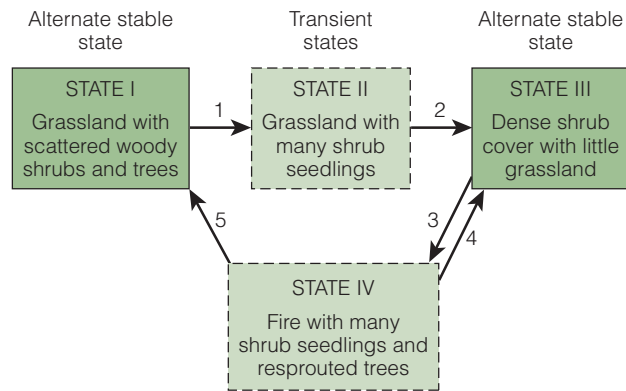 Alternate stable
state
Transient
states
Alternate stable
state
STATE I
Grassland with
scattered woody
shrubs and trees
1
STATE II
Grassland with
many shrub
seedlings
2
STATE III
Dense shrub
cover with little
grassland
3
4
5
STATE IV
Fire with many
shrub seedlings and
resprouted trees